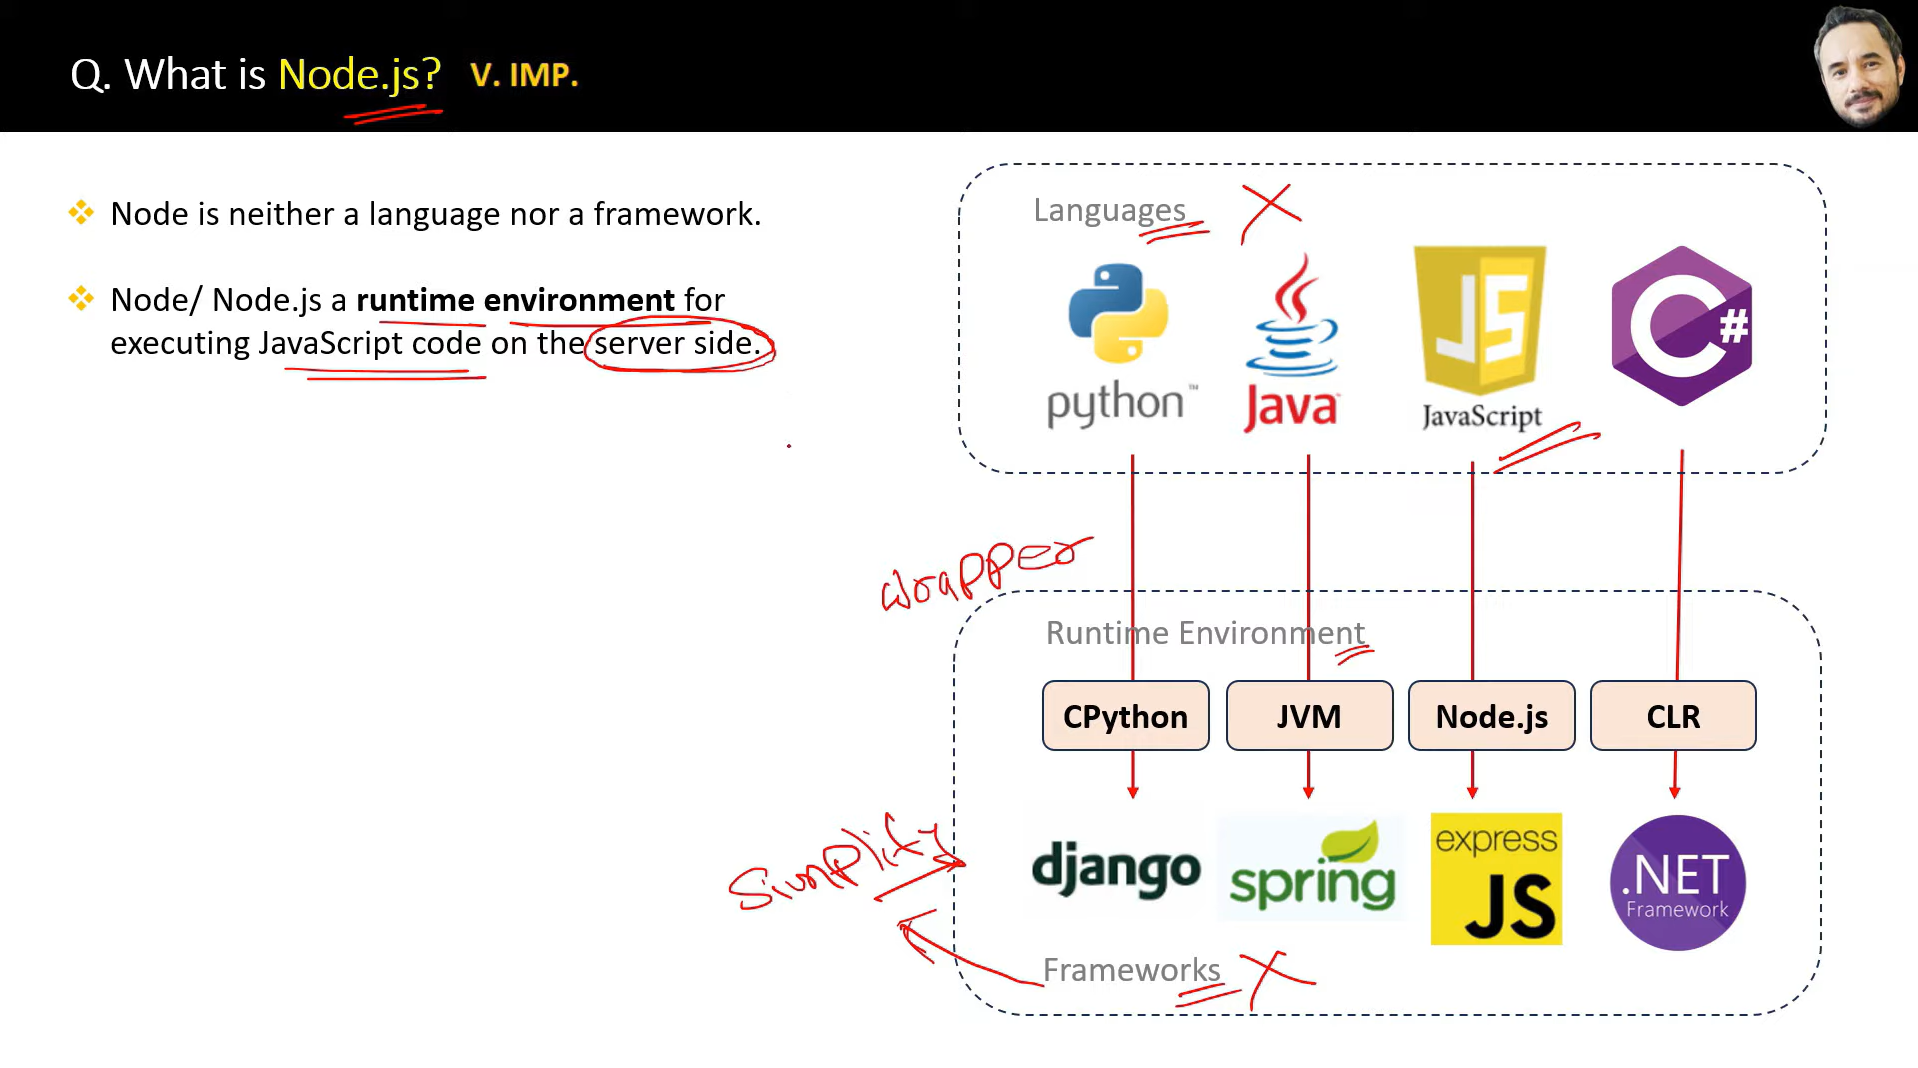 Q. What is Node.js? V. IMP.
Node is neither a language nor a framework.
Node/ Node.js a runtime environment for
executing JavaScript code on the server side.
Languages
python™
Java
JS
JavaScript
C#
wrapper
Runtime Environment
CPython
JVM
Node.js
CLR
Simplify
django
spring
express
JS
.NET
Framework
Frameworks